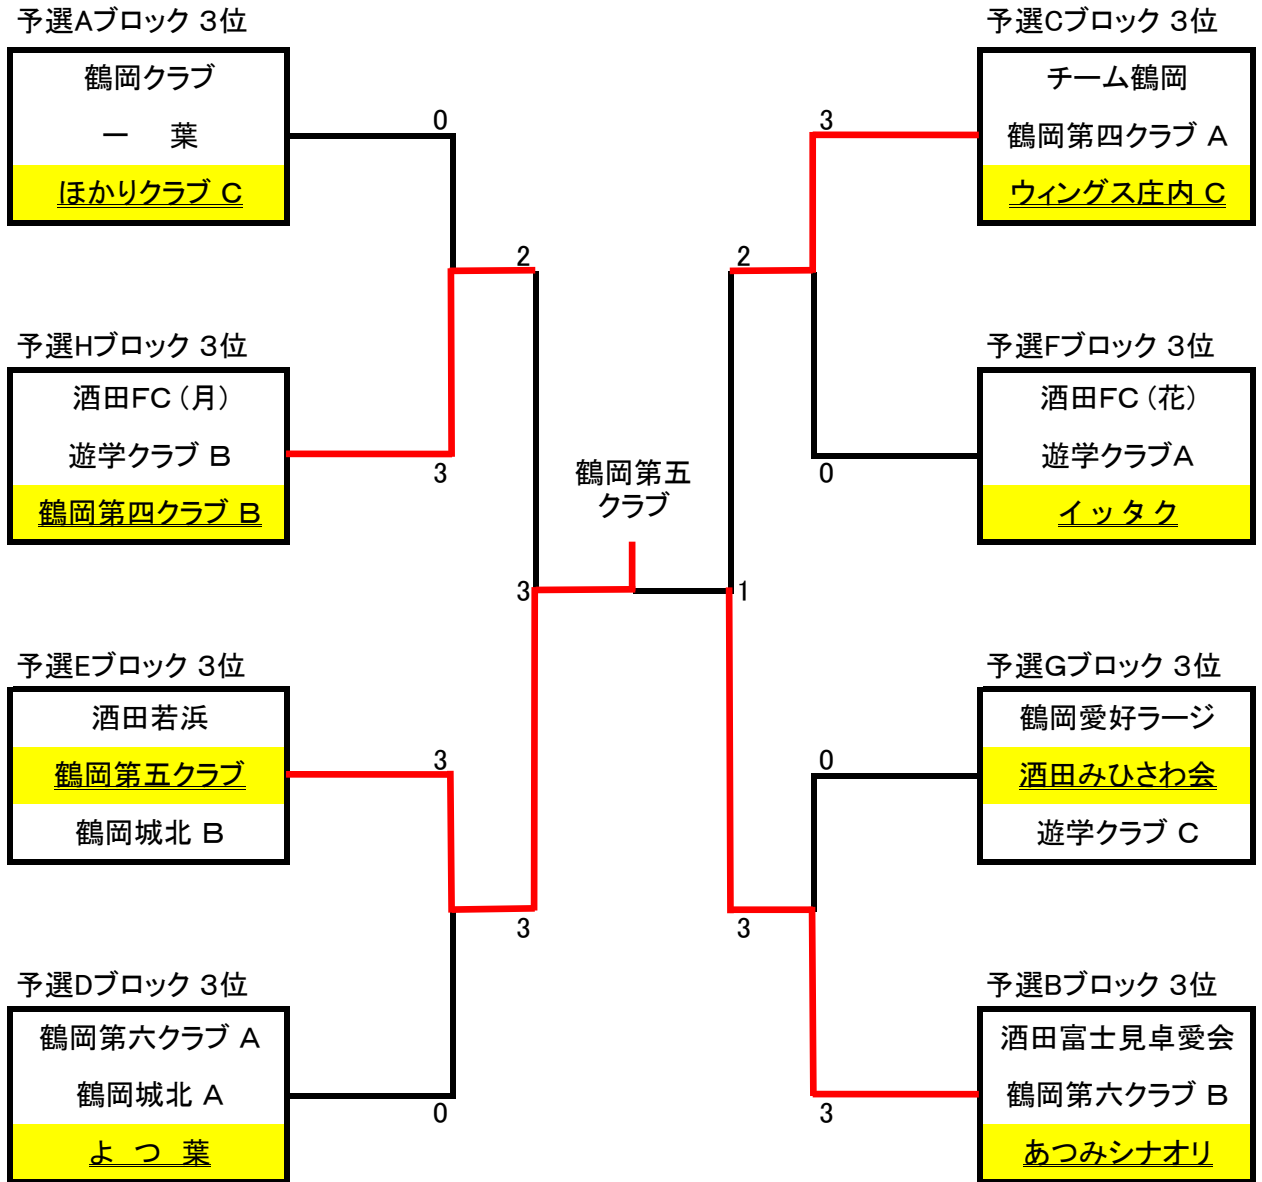 予選Aブロック 3位
鶴岡クラブ
一　葉
ほかりクラブ C
0
予選Hブロック 3位
酒田FC（月）
遊学クラブ B
鶴岡第四クラブ B
3
2
予選Eブロック 3位
酒田若浜
鶴岡第五クラブ
鶴岡城北 B
3
予選Dブロック 3位
鶴岡第六クラブ A
鶴岡城北 A
よ つ 葉
0
3
3
鶴岡第五
クラブ
1
予選Cブロック 3位
チーム鶴岡
鶴岡第四クラブ A
ウィングス庄内 C
3
予選Fブロック 3位
酒田FC（花）
遊学クラブA
イッタク
0
2
予選Gブロック 3位
鶴岡愛好ラージ
酒田みひさわ会
遊学クラブ C
0
予選Bブロック 3位
酒田富士見卓愛会
鶴岡第六クラブ B
あつみシナオリ
3
3